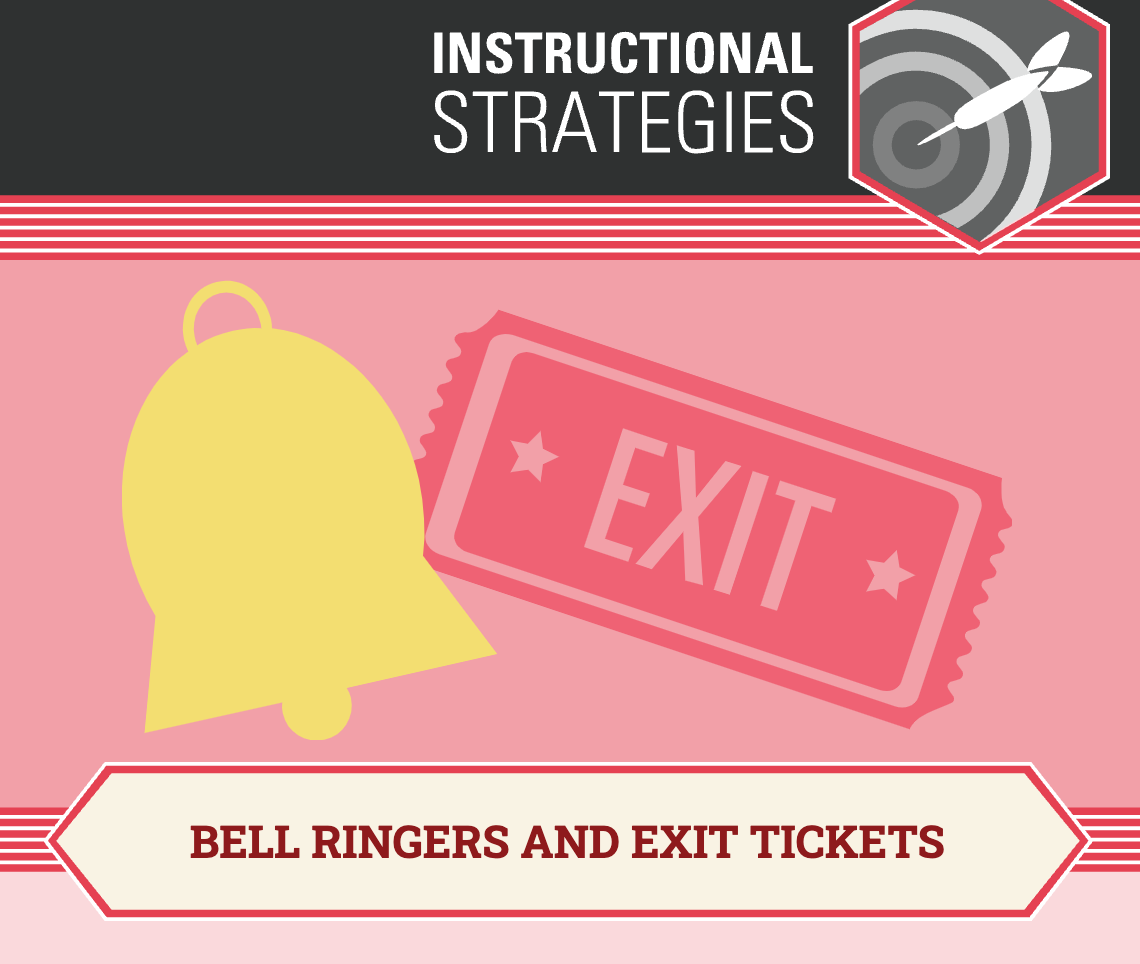 INSTRUCTIONAL
STRATEGIES
EXIT
BELL RINGERS AND EXIT TICKETS